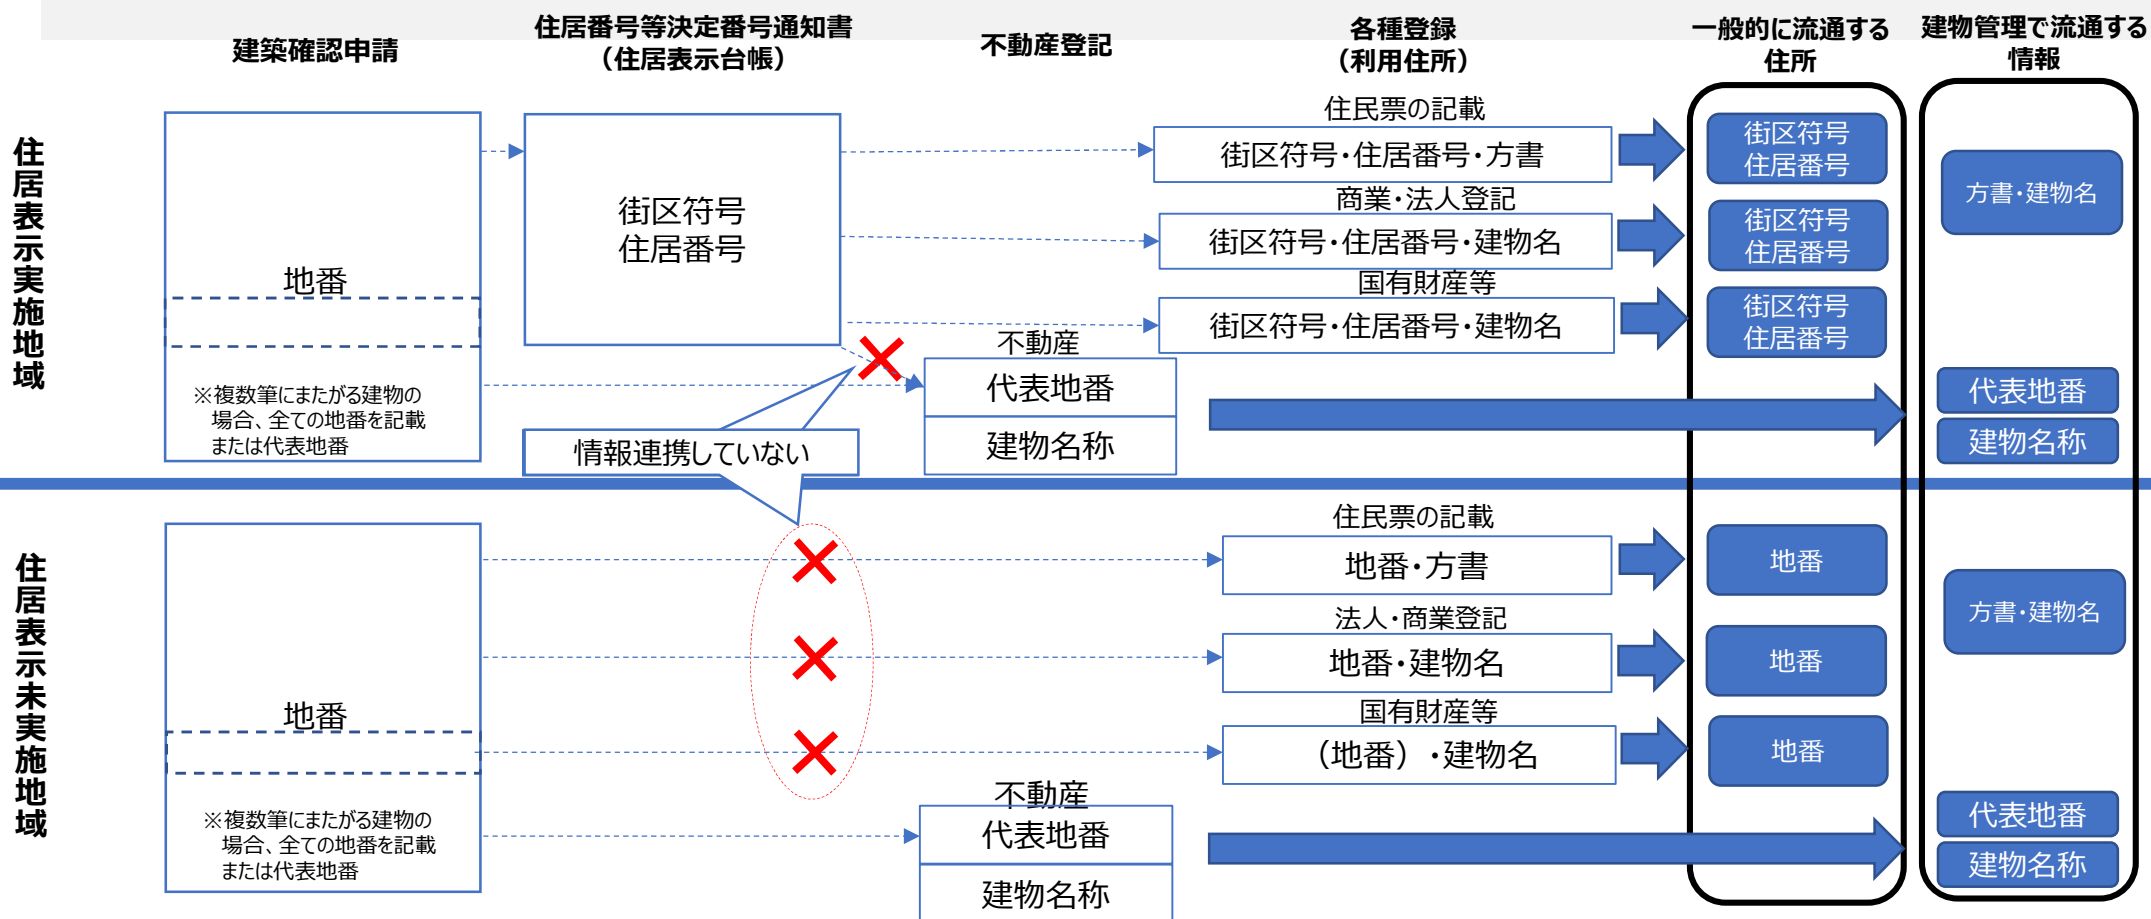 建築確認申請
住居番号等決定番号通知書
（住居表示台帳）
不動産登記
各種登録
（利用住所）
一般的に流通する
住所
建物管理で流通する
情報
住居表示実施地域
地番
※複数筆にまたがる建物の
場合、全ての地番を記載
または代表地番
街区符号
住居番号
情報連携していない
不動産
代表地番
建物名称
住民票の記載
街区符号・住居番号・方書
商業・法人登記
街区符号・住居番号・建物名
国有財産等
街区符号・住居番号・建物名
街区符号
住居番号
街区符号
住居番号
街区符号
住居番号
方書・建物名
代表地番
建物名称
住居表示未実施地域
地番
※複数筆にまたがる建物の
場合、全ての地番を記載
または代表地番
不動産
代表地番
建物名称
住民票の記載
地番・方書
法人・商業登記
地番・建物名
国有財産等
（地番）・建物名
地番
地番
地番
方書・建物名
代表地番
建物名称